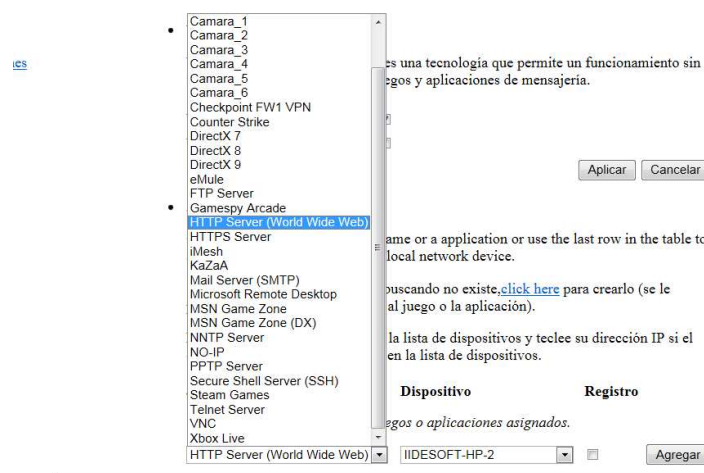 Camara_1
Camara_2
Camara_3
es una tecnología que permite un funcionamiento sin
Camara_4
Camara_5
egos y aplicaciones de mensajería.
Camara_6
Checkpoint FW1 VPN
Counter Strike
DirectX 7
DirectX 8
DirectX 9
Aplicar Cancelar
eMule
FTP Server
Gamespy Arcade
HTTP Server (World Wide Web)
HTTPS Server
ame or a application or use the last row in the table to
iMesh
local network device.
KaZaA
Mail Server (SMTP)
buscando no existe,click here para crearlo (se le
Microsoft Remote Desktop
MSN Game Zone
al juego o la aplicación).
MSN Game Zone (DX)
NNTP Server
la lista de dispositivos y teclee su dirección IP si el
NO-IP
en la lista de dispositivos.
PPTP Server
Secure Shell Server (SSH)
Steam Games
Dispositivo Registro
Telnet Server
VNC
egos o aplicaciones asignados.
Xbox Live
HTTP Server (World Wide Web) IIDESOFT-HP-2 Agregar